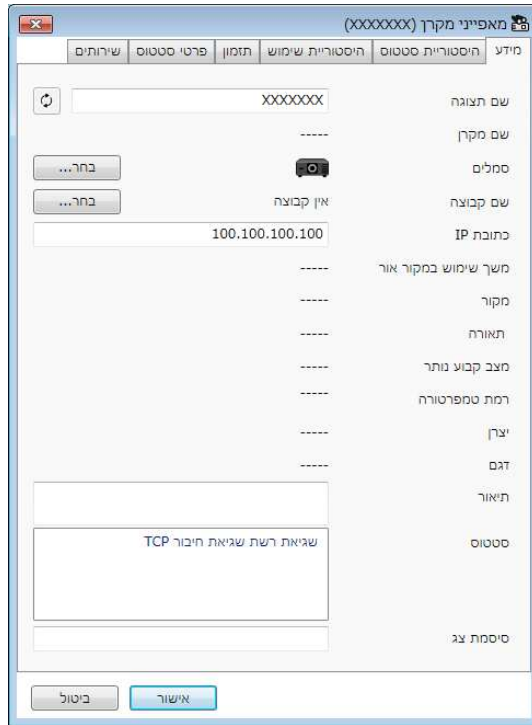 מאפייני מקרן (XXXXXXX)
מידע היסטוריית סטטוס היסטוריית שימוש תזמון פרטי סטטוס שירותים
שם תצוגה XXXXXXX
שם מקרן -----
סמלים בחר...
שם קבוצה אין קבוצה בחר...
כתובת IP 100.100.100.100
משך שימוש במקור אור -----
מקור -----
תאורה -----
מצב קבוע נותר -----
רמת טמפרטורה -----
יצרן -----
דגם -----
תיאור
סטטוס שגיאת רשת שגיאת חיבור TCP
סיסמת צג
אישור ביטול